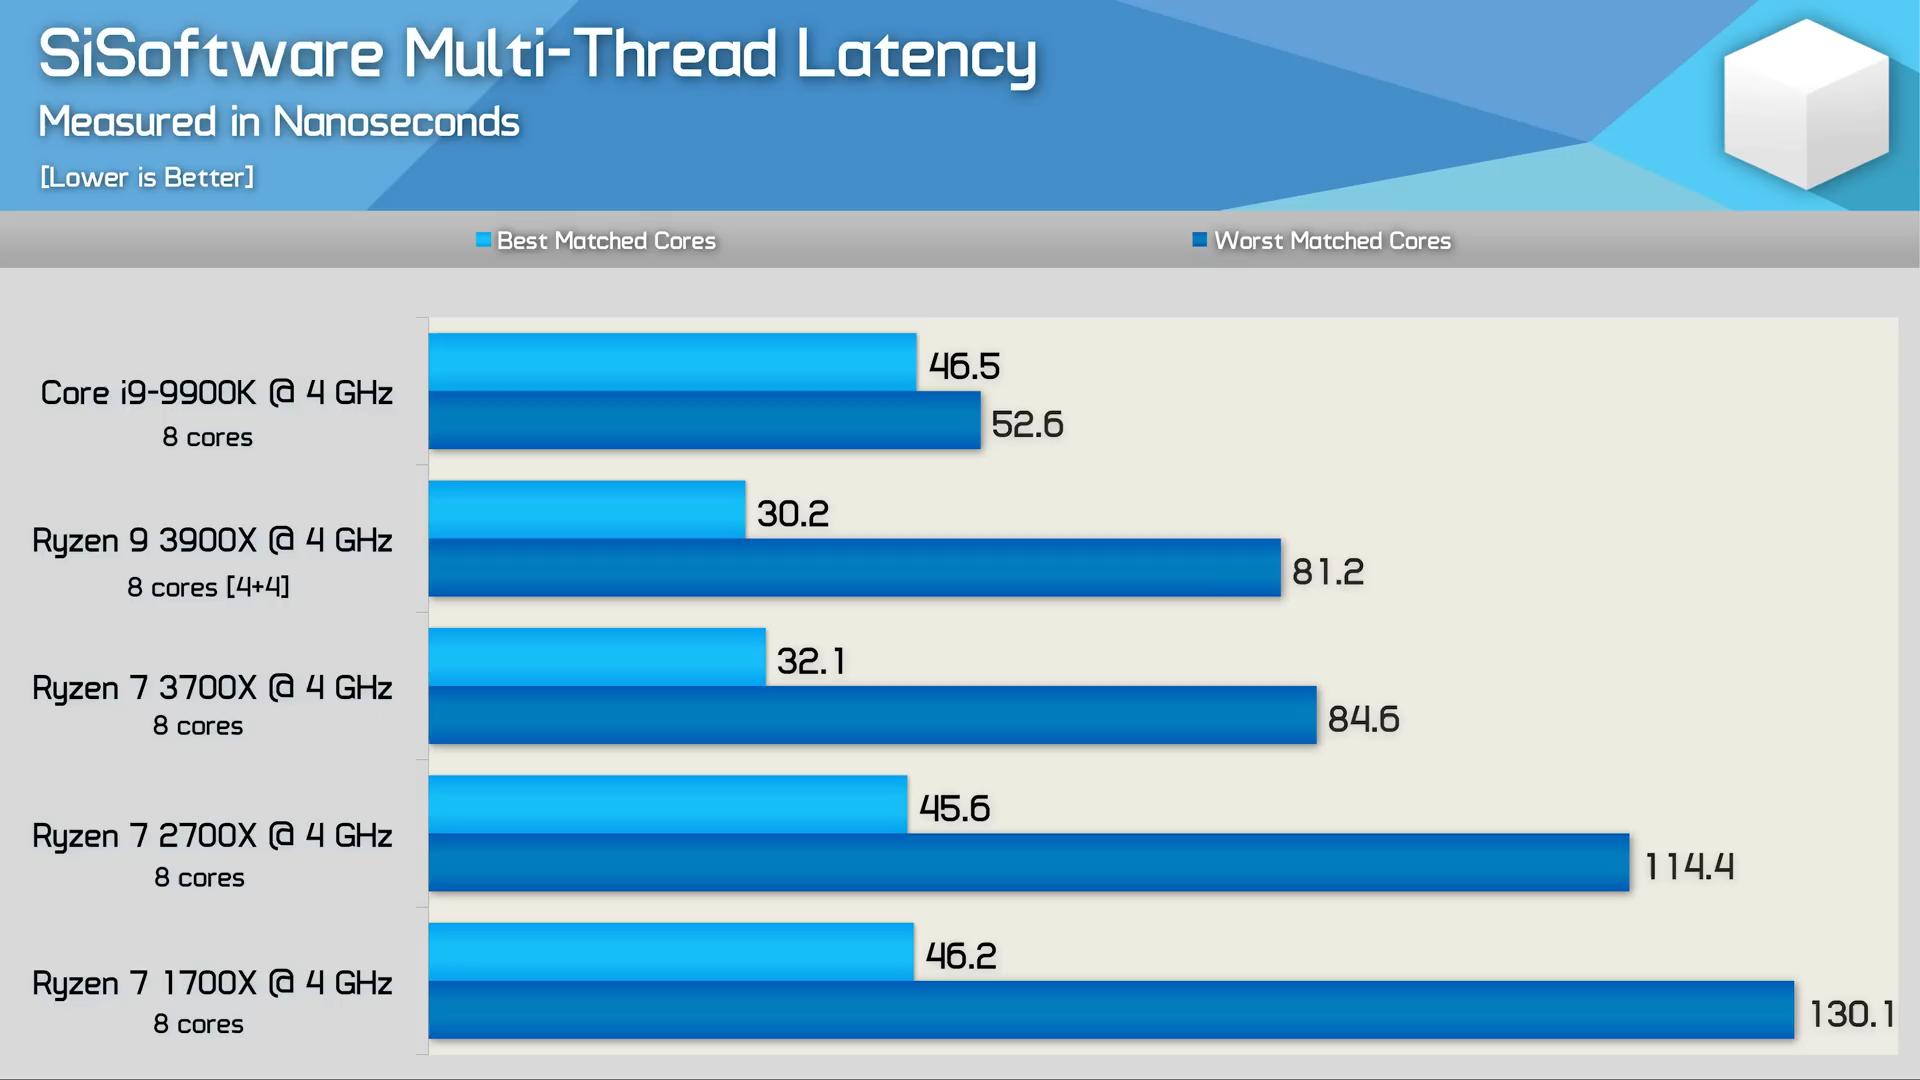 SiSoftware Multi-Thread Latency
Measured in Nanoseconds
[Lower is Better]
Best Matched Cores
Worst Matched Cores
Core i9-9900K @ 4 GHz
8 cores
46.5
52.6
Ryzen 9 3900X @ 4 GHz
8 cores [4+4]
30.2
81.2
Ryzen 7 3700X @ 4 GHz
8 cores
32.1
84.6
Ryzen 7 2700X @ 4 GHz
8 cores
45.6
114.4
Ryzen 7 1700X @ 4 GHz
8 cores
46.2
130.1